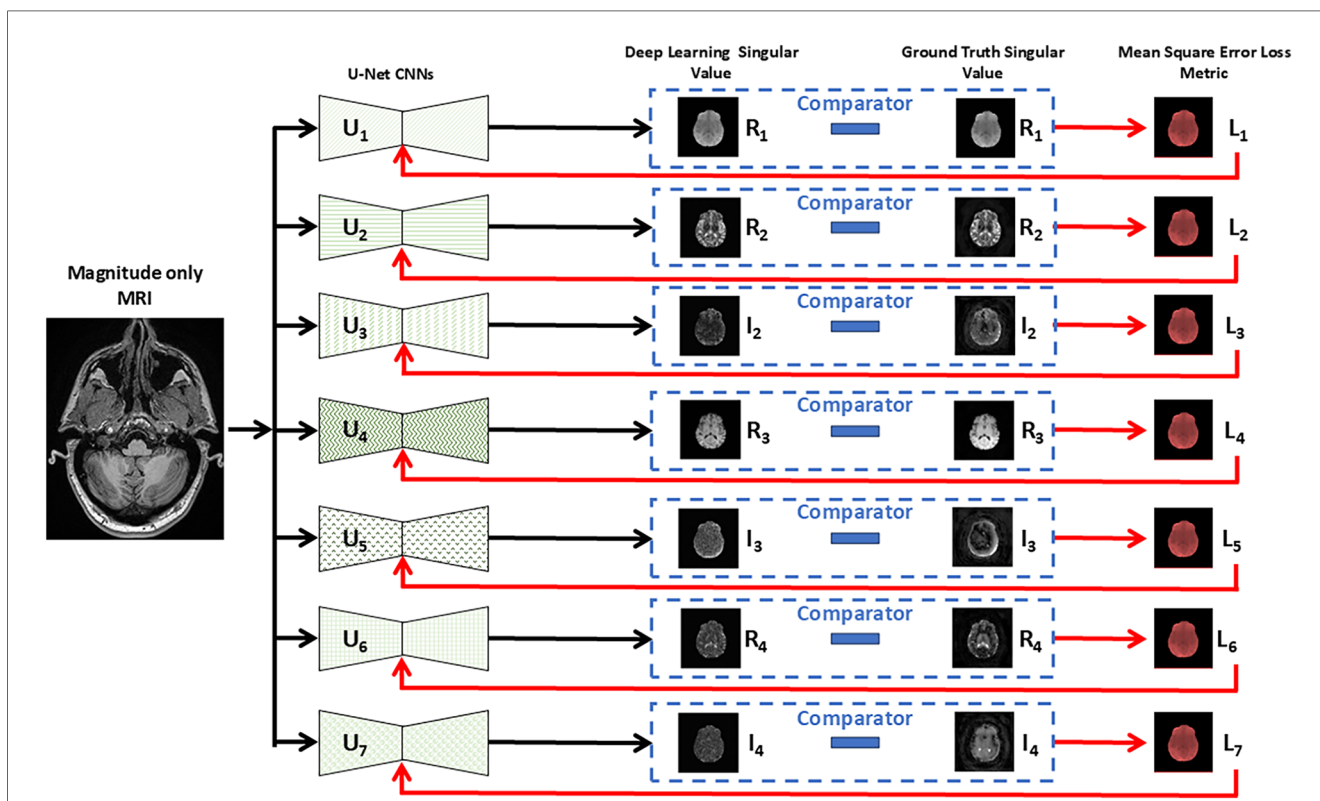 U-Net CNNs
Deep Learning Singular
Value
Ground Truth Singular
Value
Mean Square Error Loss
Metric
Magnitude only
MRI
U1 R1 Comparator R1 L1
U2 R2 Comparator R2 L2
U3 I2 Comparator I2 L3
U4 R3 Comparator R3 L4
U5 I3 Comparator I3 L5
U6 R4 Comparator R4 L6
U7 I4 Comparator I4 L7